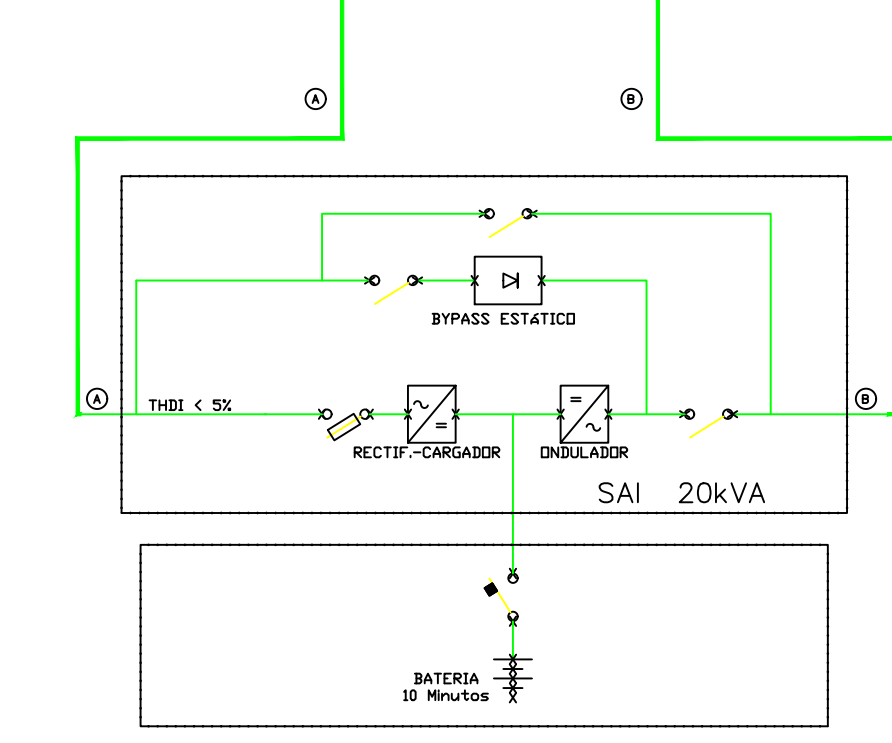 A
B
BYPASS ESTáTICO
A
THDI < 5%
B
RECTIF.-CARGADOR
ONDULADOR
SAI 20kVA
BATERIA
10 Minutos